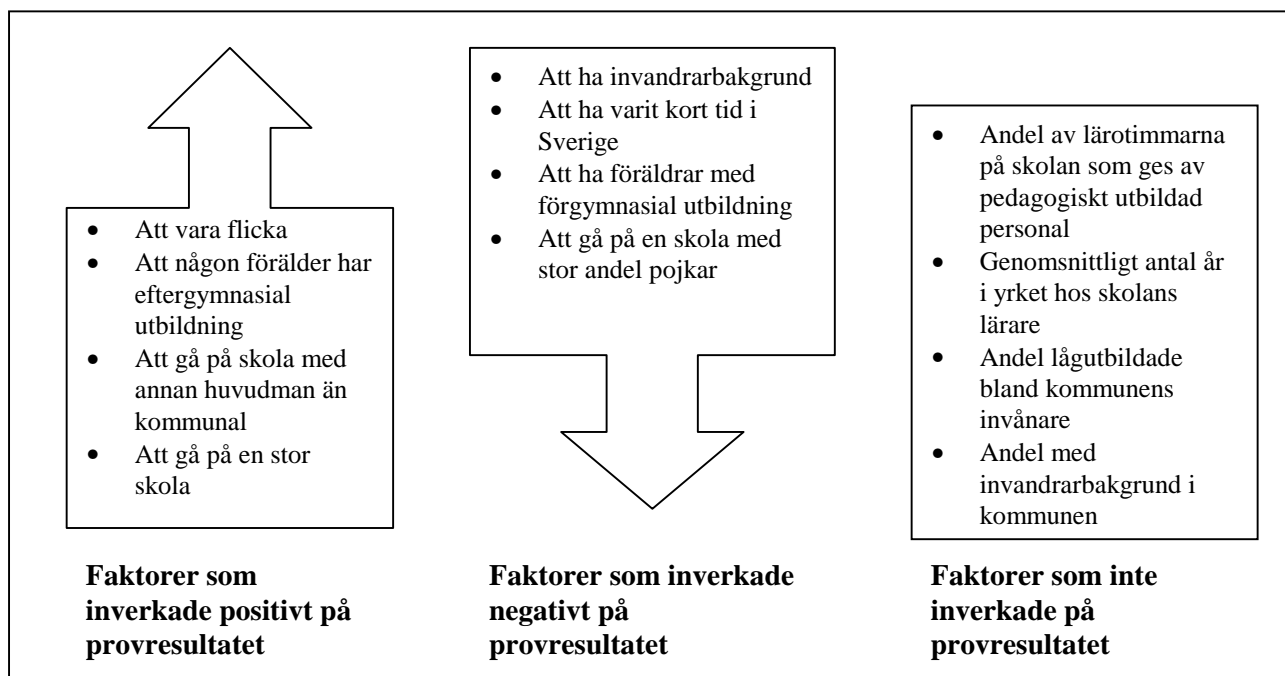 • Att vara flicka
• Att någon förälder har
eftergymnasial
utbildning
• Att gå på skola med
annan huvudman än
kommunal
• Att gå på en stor
skola
Faktorer som
inverkade positivt på
provresultatet
• Att ha invandrarbakgrund
• Att ha varit kort tid i
Sverige
• Att ha föräldrar med
förgymnasial utbildning
• Att gå på en skola med
stor andel pojkar
Faktorer som inverkade
negativt på
provresultatet
• Andel av lärotimmarna
på skolan som ges av
pedagogiskt utbildad
personal
• Genomsnittligt antal år
i yrket hos skolans
lärare
• Andel lågutbildade
bland kommunens
invånare
• Andel med
invandrarbakgrund i
kommunen
Faktorer som inte
inverkade på
provresultatet